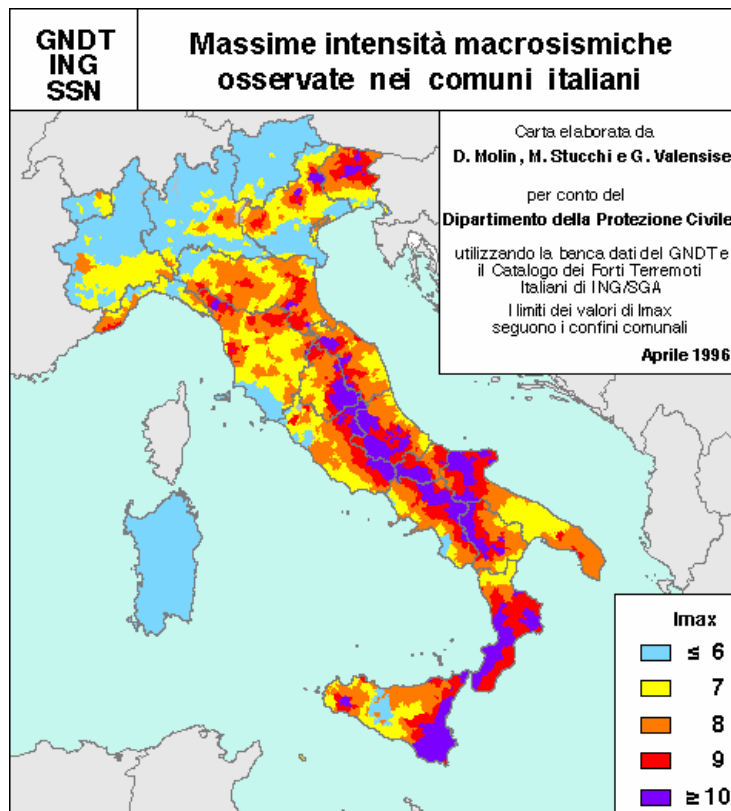 GNDT
ING
SSN
Massime intensità macrosismiche
osservate nei comuni italiani
Carta elaborata da
D. Molin, M. Stucchi e G. Valensise
per conto del
Dipartimento della Protezione Civile
utilizzando la banca dati del GNDT e
il Catalogo dei Forti Terremoti
Italiani di ING/SGA
I limiti dei valori di Imax
seguono i confini comunali
Aprile 1996
Imax
≤ 6
7
8
9
≥ 10